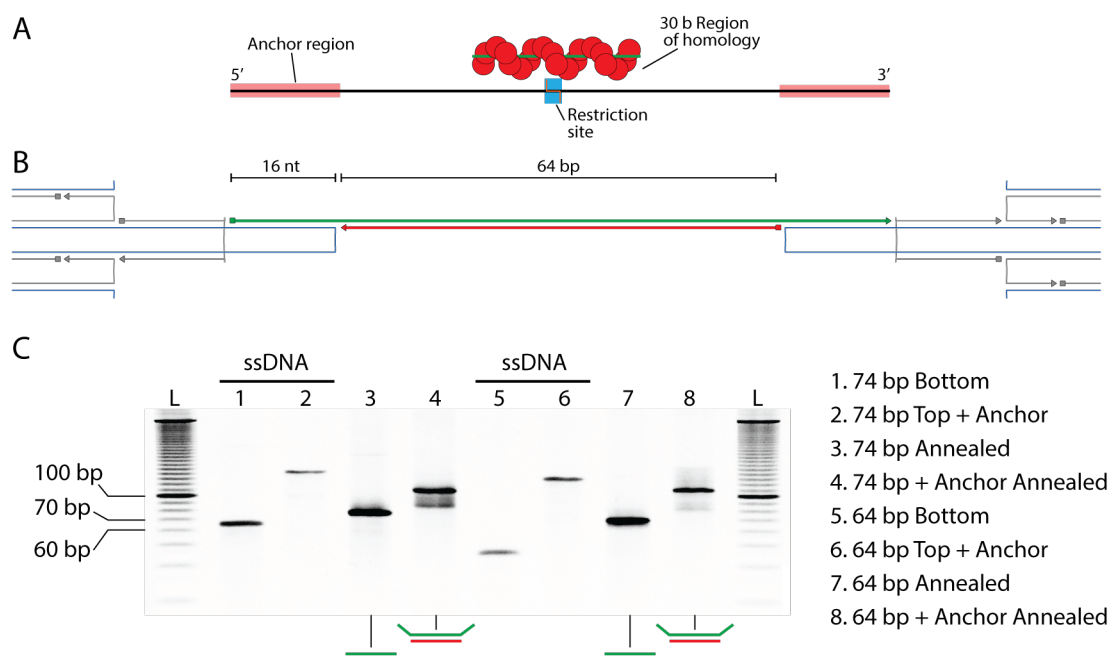 A
Anchor region
30 b Region
of homology
5′
3′
Restriction
site
B
16 nt
64 bp
C
ssDNA
ssDNA
L
1
2
3
4
5
6
7
8
L
100 bp
70 bp
60 bp
1. 74 bp Bottom
2. 74 bp Top + Anchor
3. 74 bp Annealed
4. 74 bp + Anchor Annealed
5. 64 bp Bottom
6. 64 bp Top + Anchor
7. 64 bp Annealed
8. 64 bp + Anchor Annealed